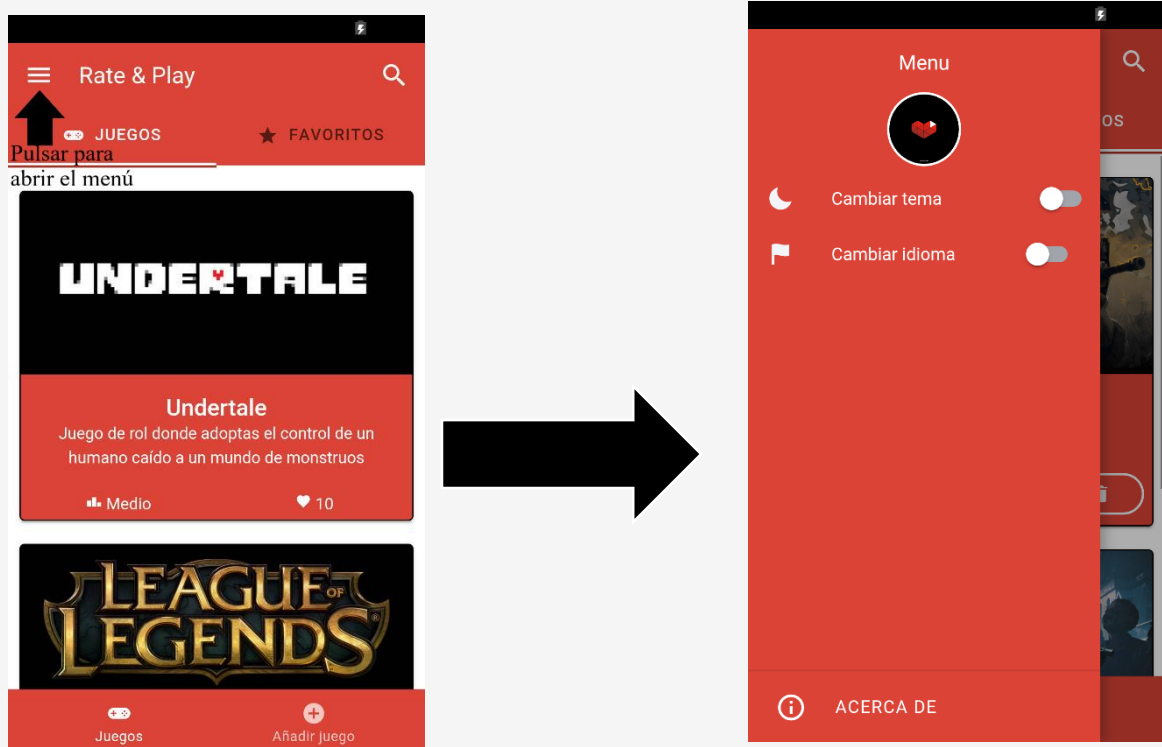 Rate & Play
JUEGOS
FAVORITOS
Pulsar para
abrir el menú
UNDERTALE
Undertale
Juego de rol donde adoptas el control de un
humano caído a un mundo de monstruos
Medio
10
LEAGUE OF
LEGENDS
Juegos
Añadir juego
Menu
OS
Cambiar tema
Cambiar idioma
ACERCA DE